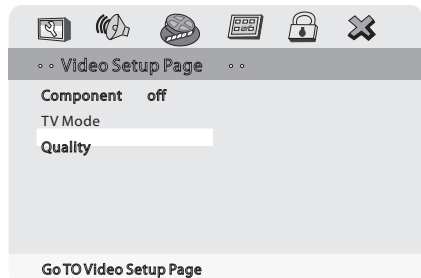 Video Setup Page
Component off
TV Mode
Quality
Go TO Video Setup Page